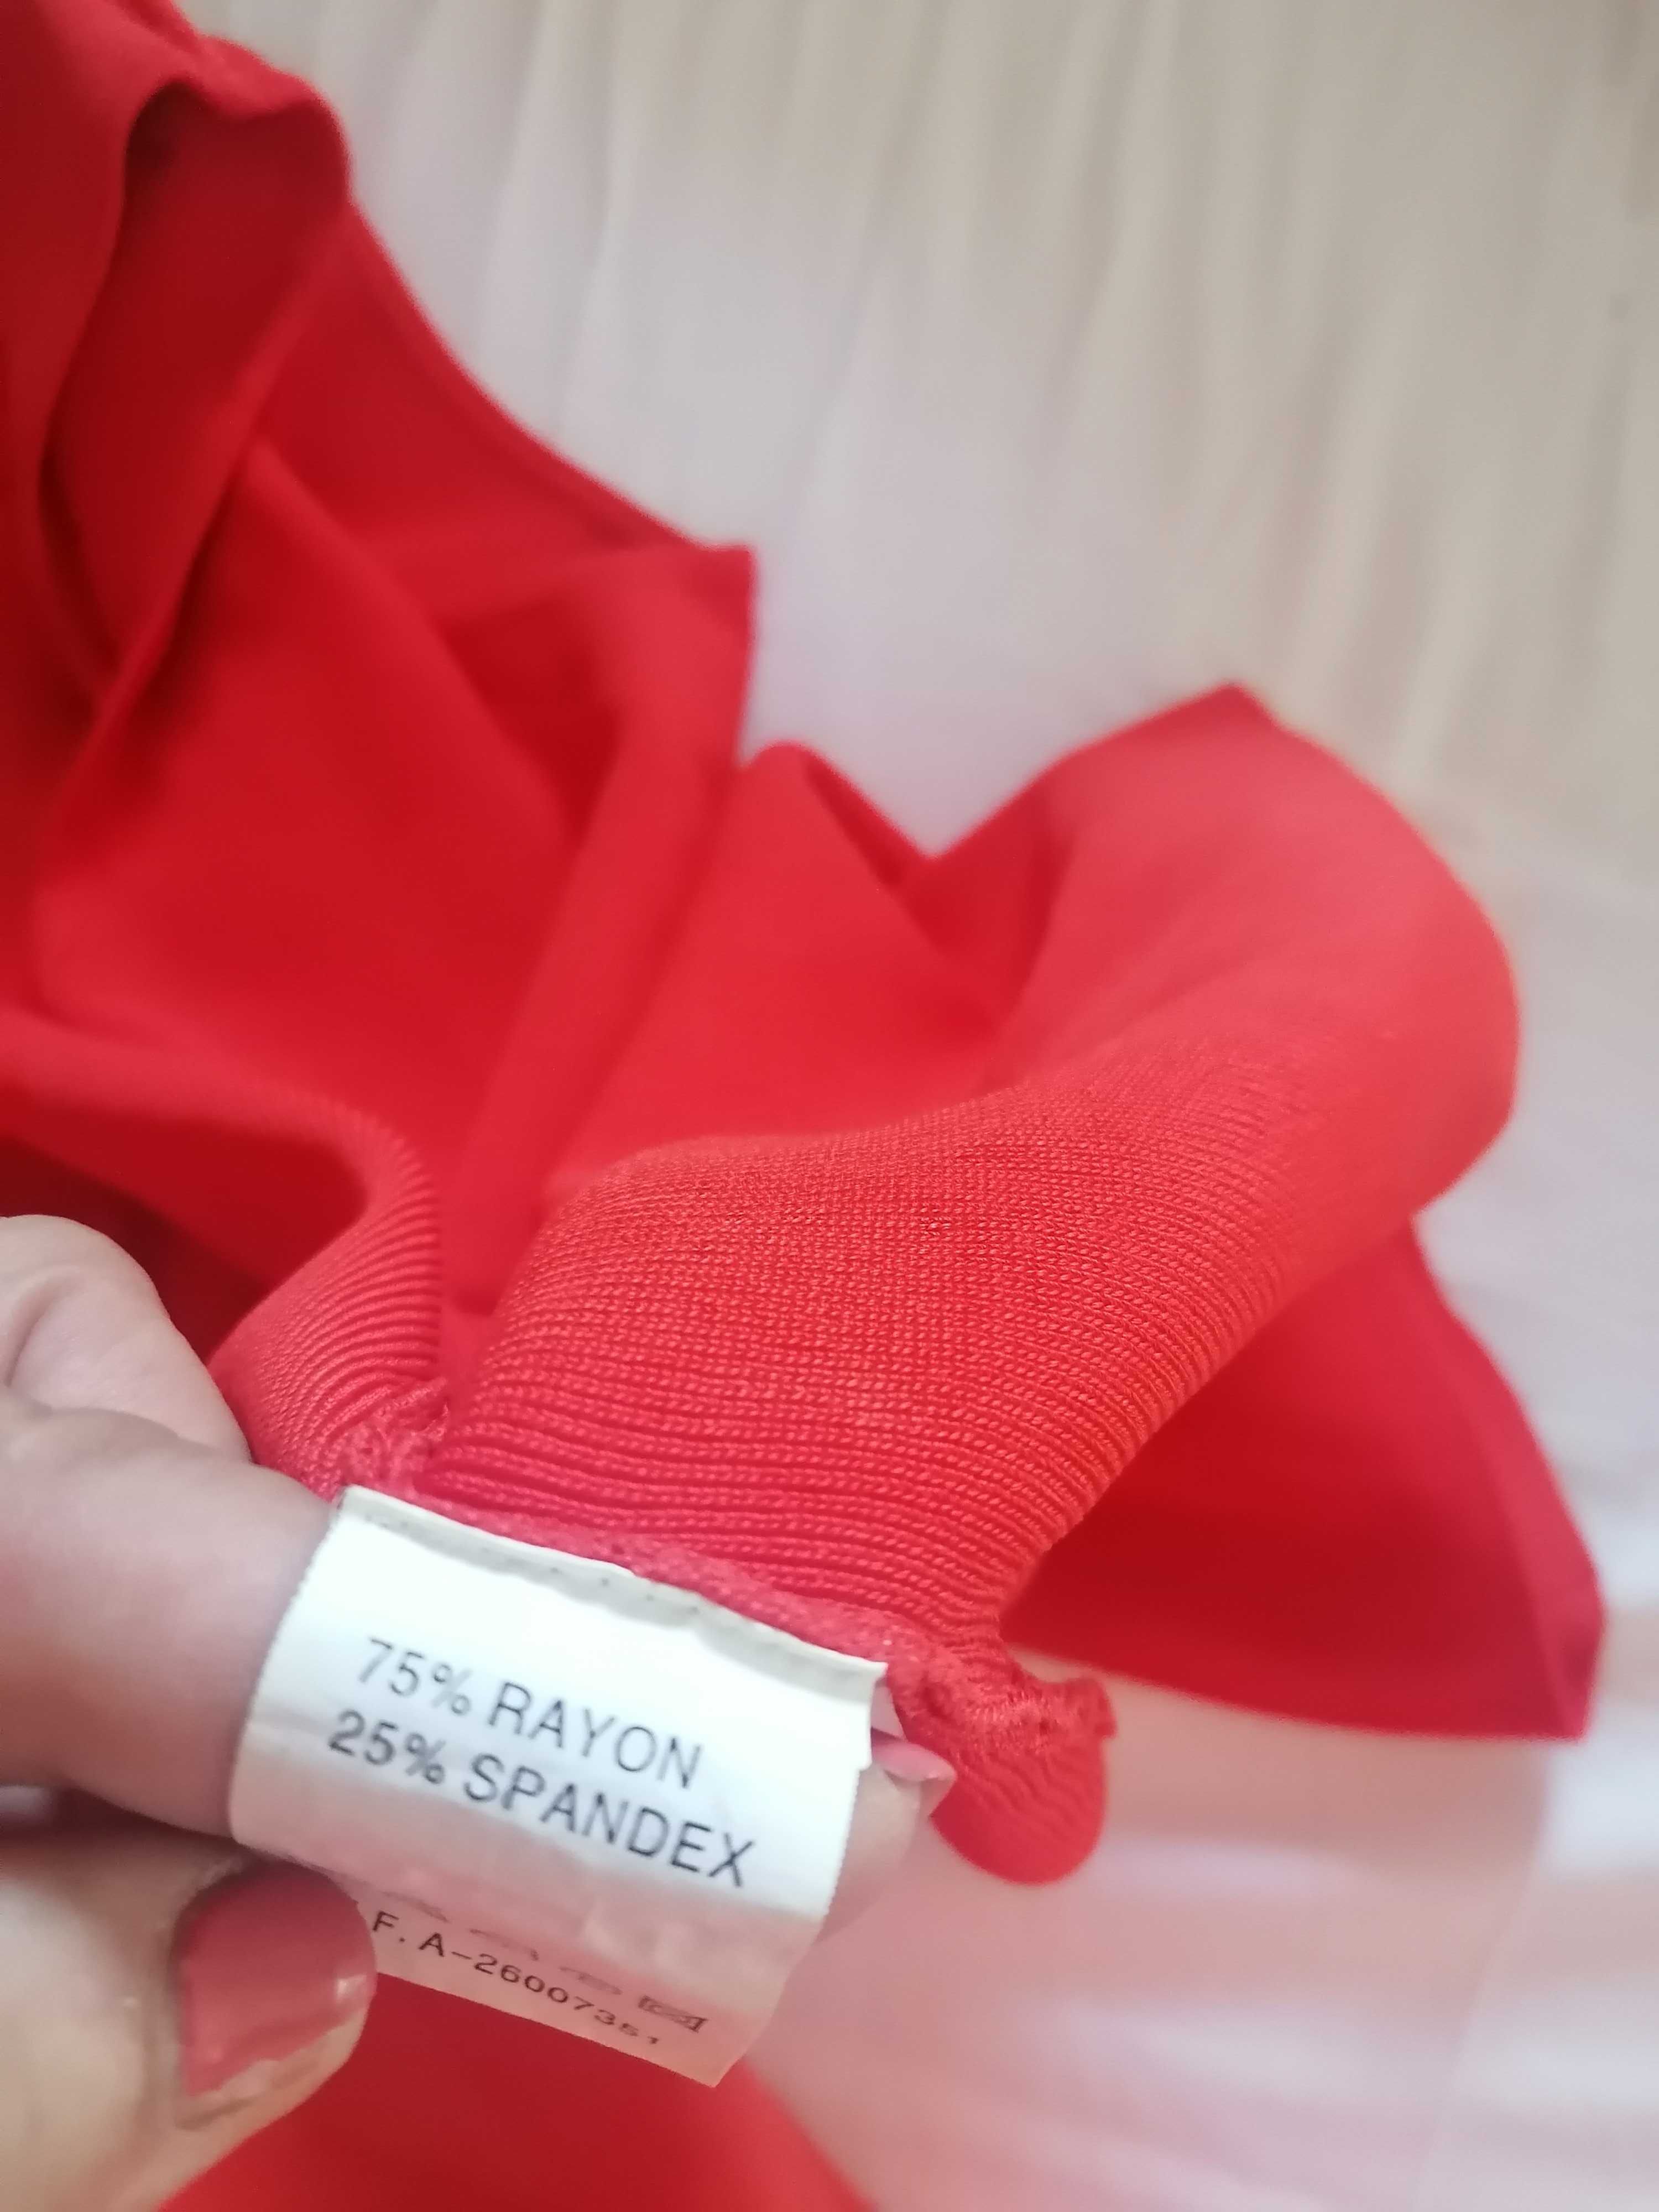 75% RAYON
25% SPANDEX
F. A-26007351